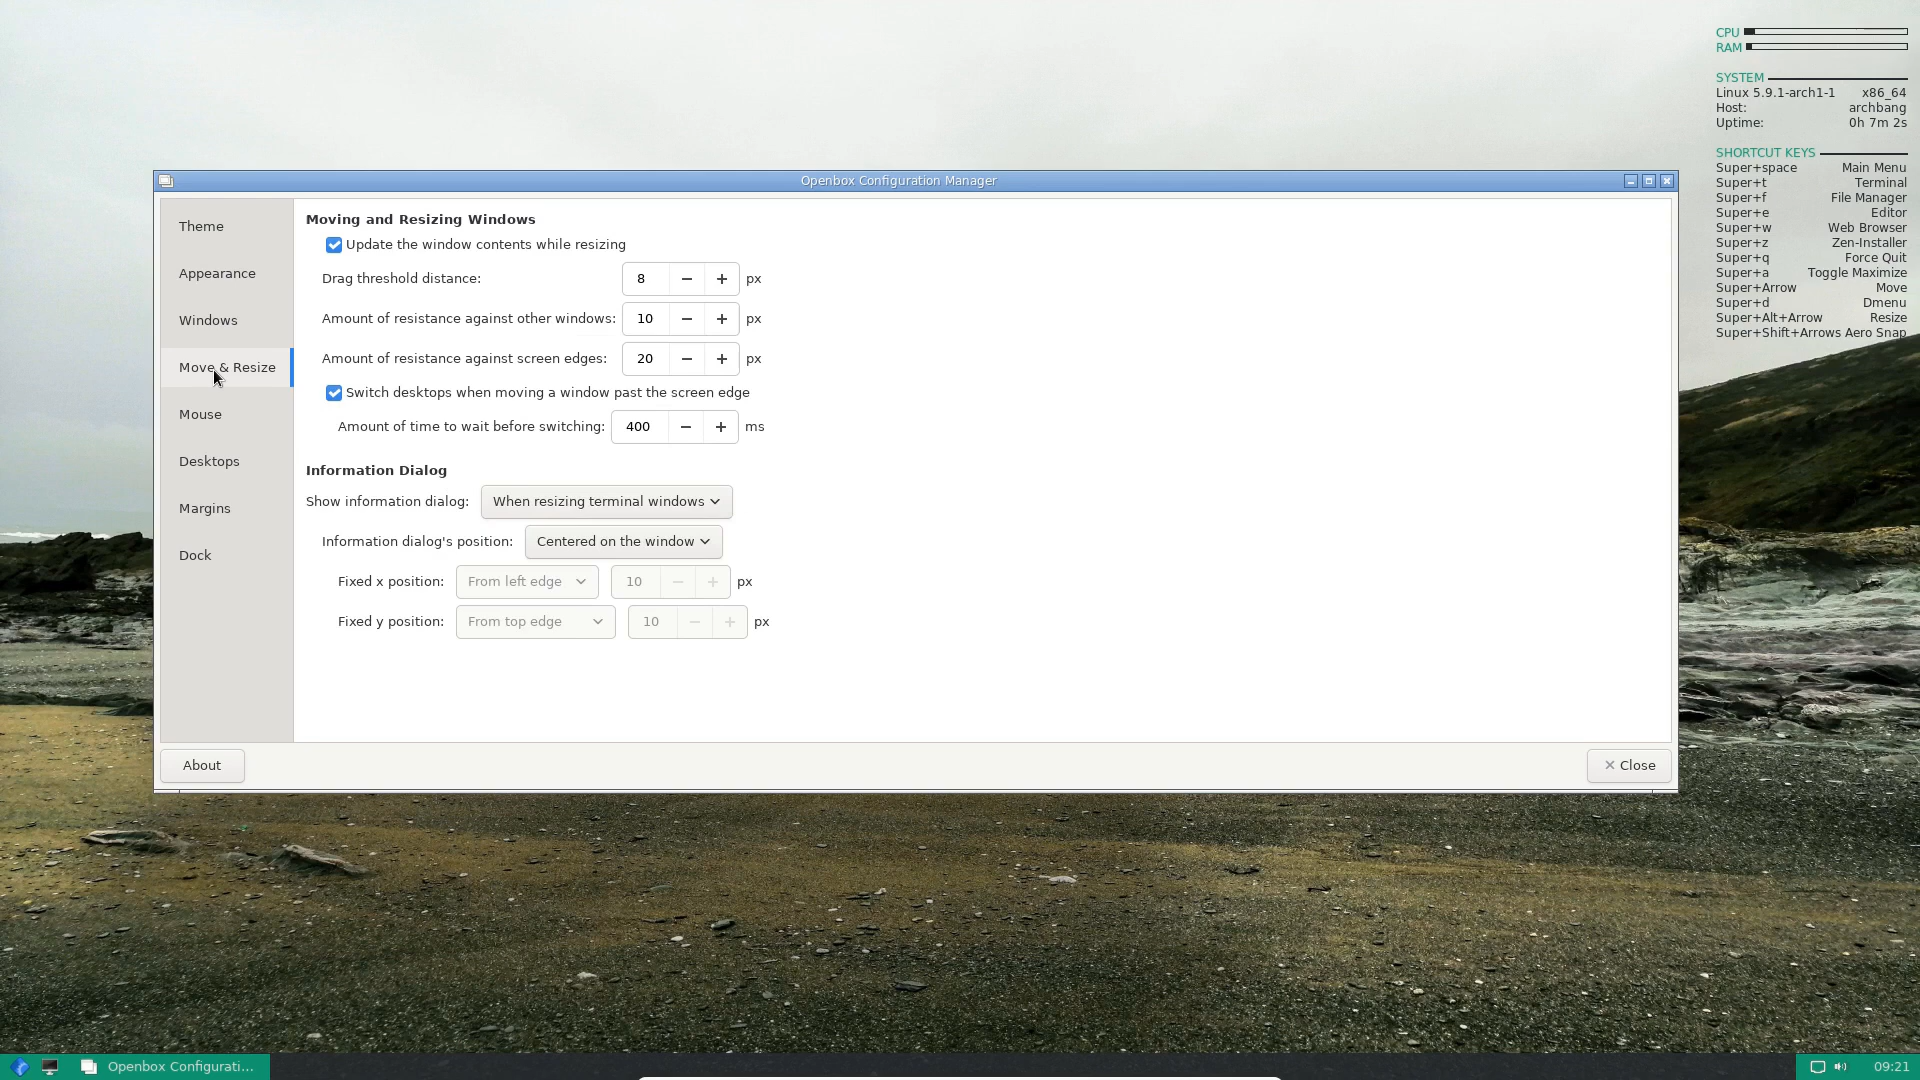 CPU
RAM
SYSTEM
Linux 5.9.1-arch1-1 x86_64
Host: archbang
Uptime: 0h 7m 2s
SHORTCUT KEYS
Super+space Main Menu
Super+t Terminal
Super+f File Manager
Super+e Editor
Super+w Web Browser
Super+z Zen-Installer
Super+q Force Quit
Super+a Toggle Maximize
Super+Arrow Move
Super+d Dmenu
Super+Alt+Arrow Resize
Super+Shift+Arrows Aero Snap
Openbox Configuration Manager
Theme
Appearance
Windows
Move & Resize
Mouse
Desktops
Margins
Dock
Moving and Resizing Windows
Update the window contents while resizing
Drag threshold distance: 8 − + px
Amount of resistance against other windows: 10 − + px
Amount of resistance against screen edges: 20 − + px
Switch desktops when moving a window past the screen edge
Amount of time to wait before switching: 400 − + ms
Information Dialog
Show information dialog: When resizing terminal windows
Information dialog's position: Centered on the window
Fixed x position: From left edge 10 − + px
Fixed y position: From top edge 10 − + px
About
Close
Openbox Configurati...
09:21